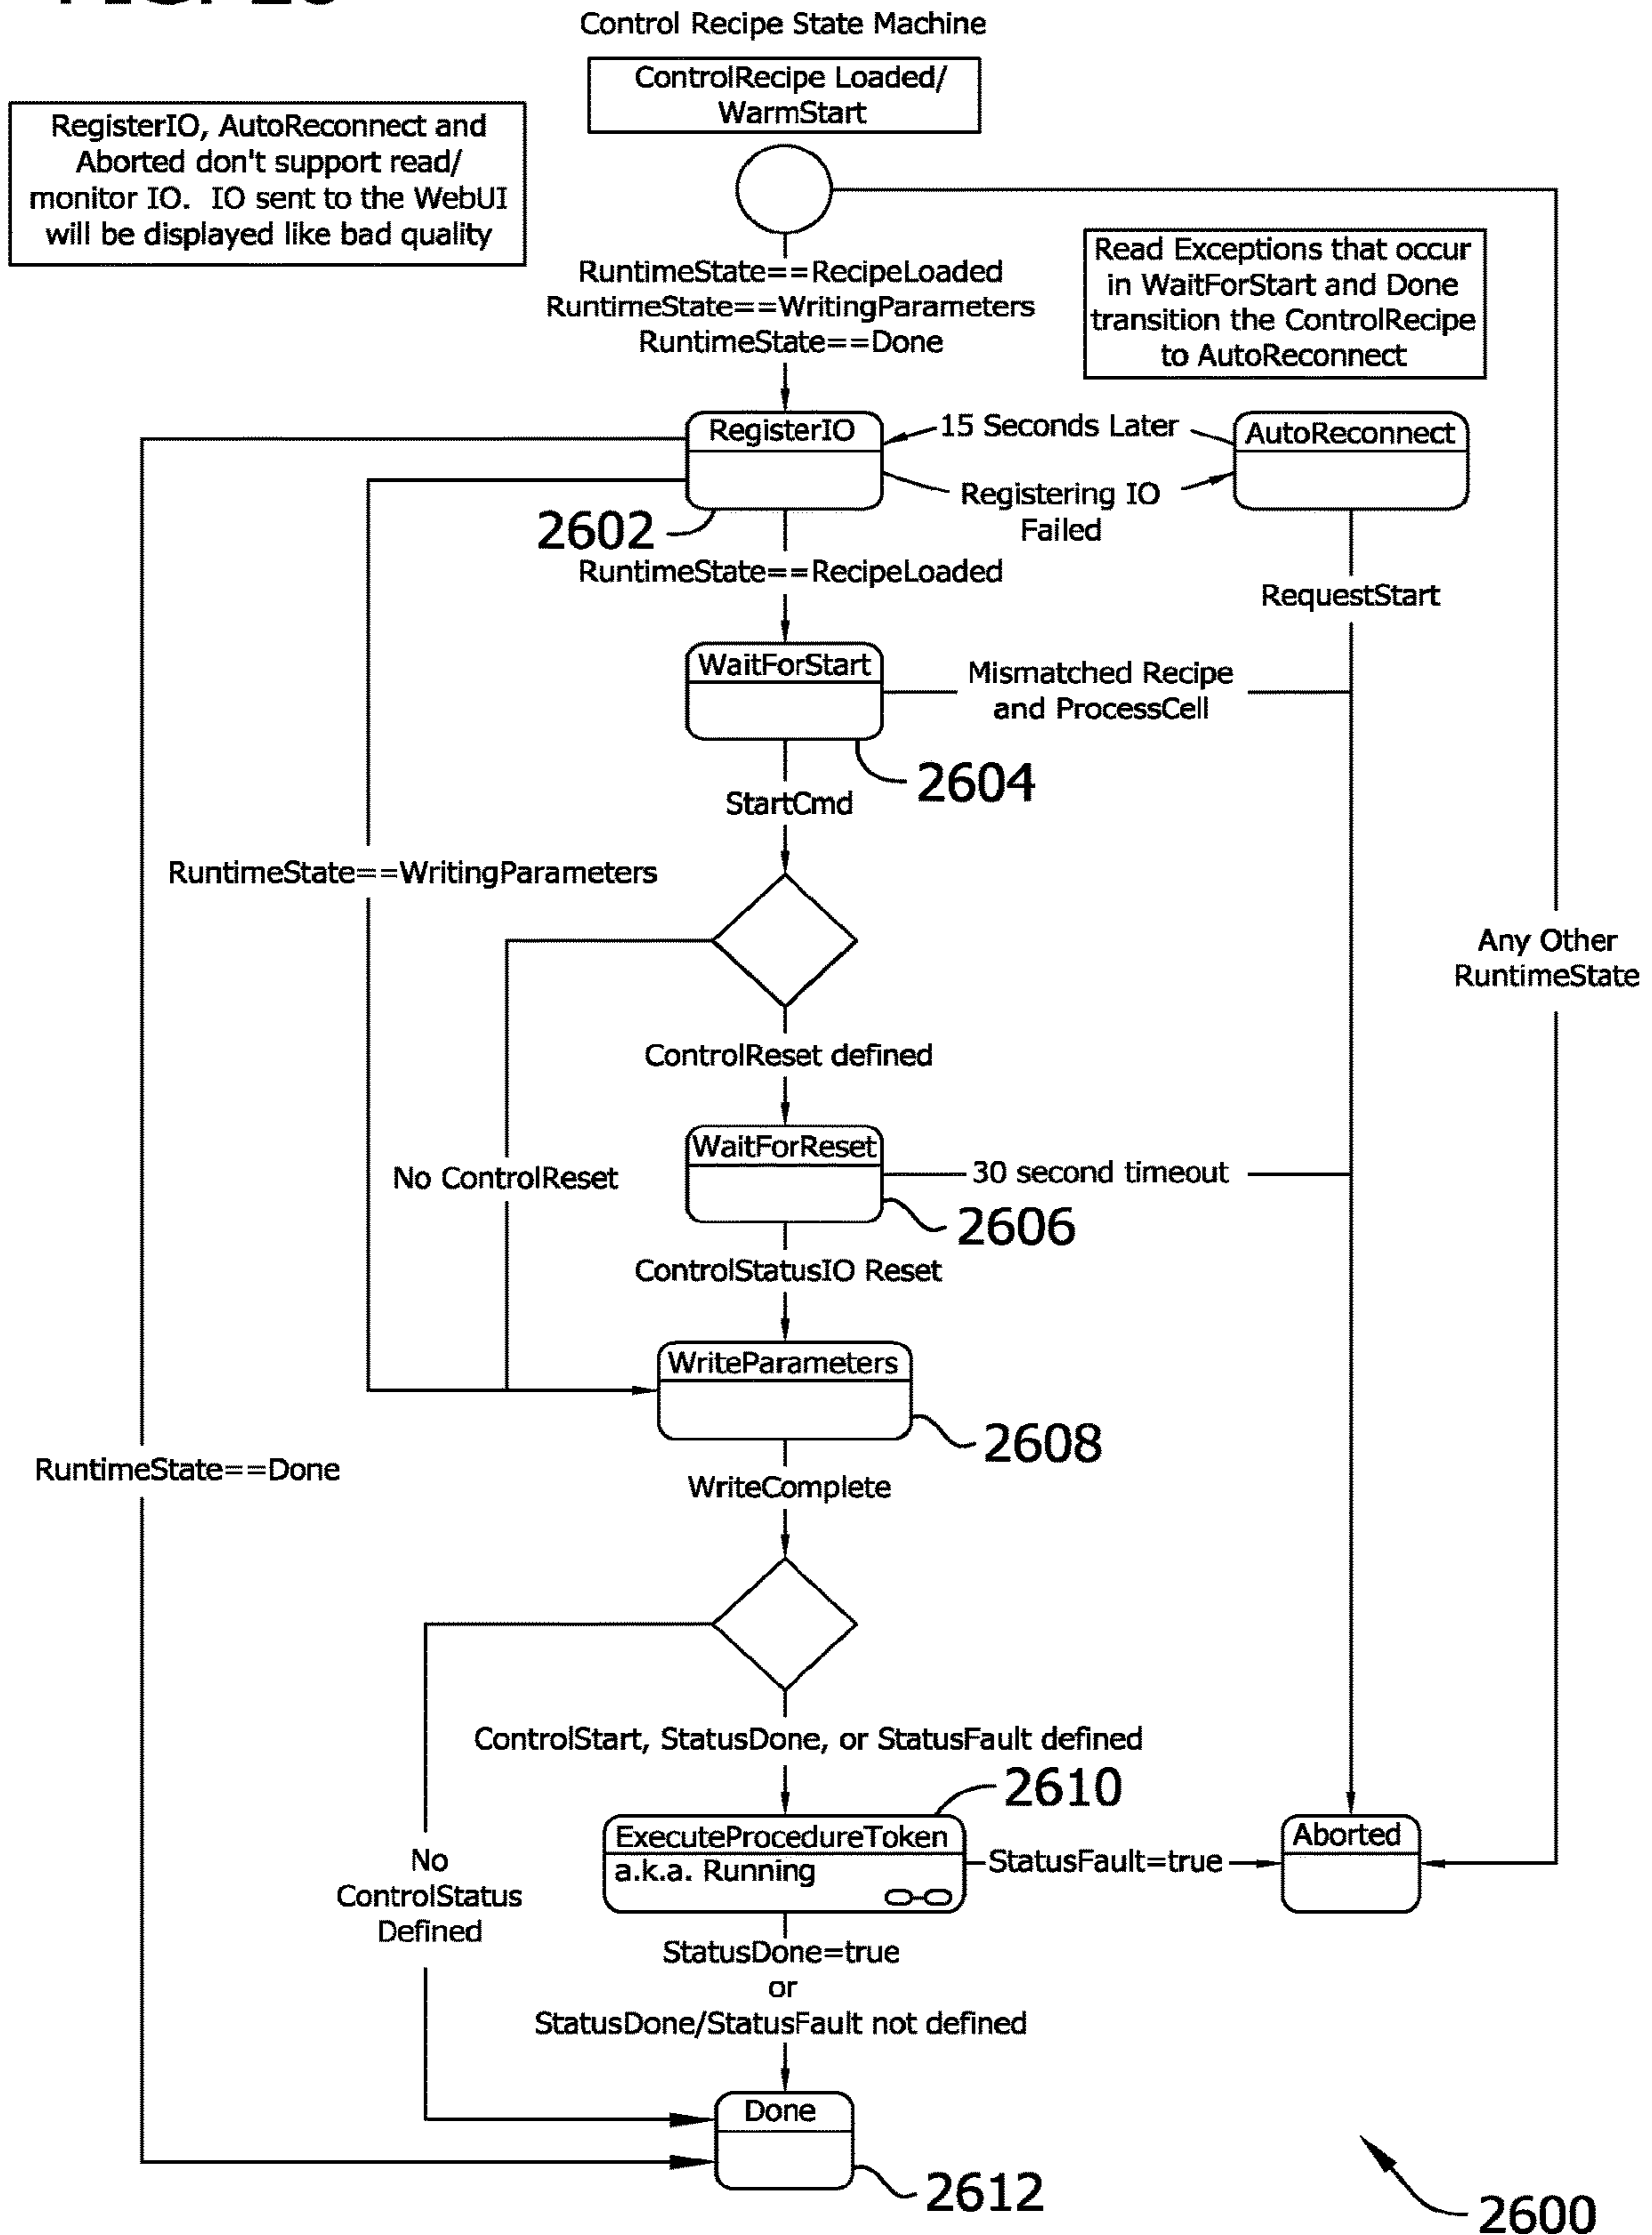 Control Recipe State Machine
ControlRecipe Loaded/
WarmStart
RegisterIO, AutoReconnect and
Aborted don't support read/
monitor IO. IO sent to the WebUI
will be displayed like bad quality
RuntimeState==RecipeLoaded
RuntimeState==WritingParameters
RuntimeState==Done
Read Exceptions that occur
in WaitForStart and Done
transition the ControlRecipe
to AutoReconnect
RegisterIO
15 Seconds Later
AutoReconnect
Registering IO
Failed
2602
RuntimeState==RecipeLoaded
RequestStart
WaitForStart
Mismatched Recipe
and ProcessCell
2604
StartCmd
RuntimeState==WritingParameters
Any Other
RuntimeState
ControlReset defined
WaitForReset
No ControlReset
30 second timeout
2606
ControlStatusIO Reset
WriteParameters
2608
RuntimeState==Done
WriteComplete
ControlStart, StatusDone, or StatusFault defined
2610
ExecuteProcedureToken
a.k.a. Running
StatusFault=true
Aborted
No
ControlStatus
Defined
StatusDone=true
or
StatusDone/StatusFault not defined
Done
2612
2600